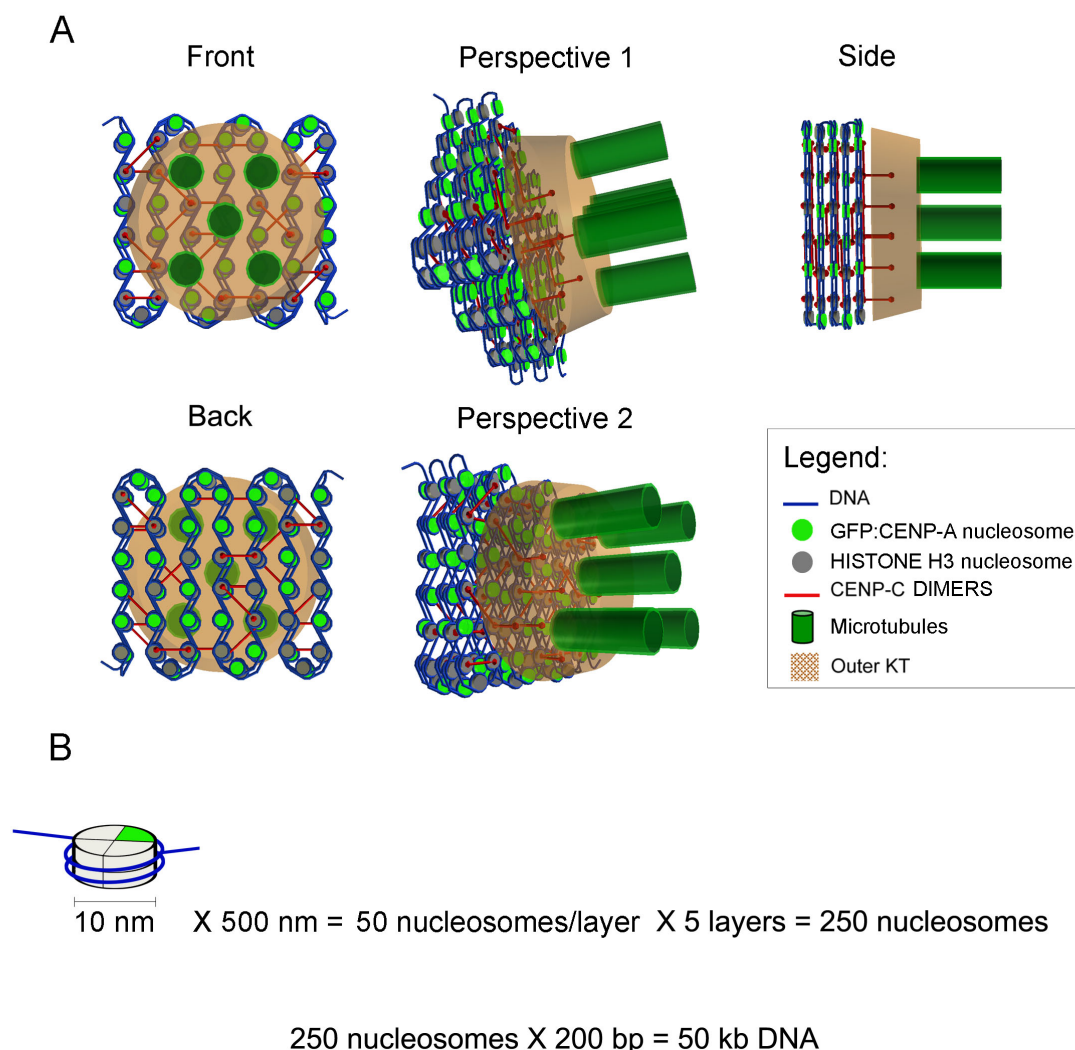 A
Front
Perspective 1
Side
Back
Perspective 2
Legend:
DNA
GFP:CENP-A nucleosome
HISTONE H3 nucleosome
CENP-C DIMERS
Microtubules
Outer KT
B
10 nm X 500 nm = 50 nucleosomes/layer X 5 layers = 250 nucleosomes
250 nucleosomes X 200 bp = 50 kb DNA